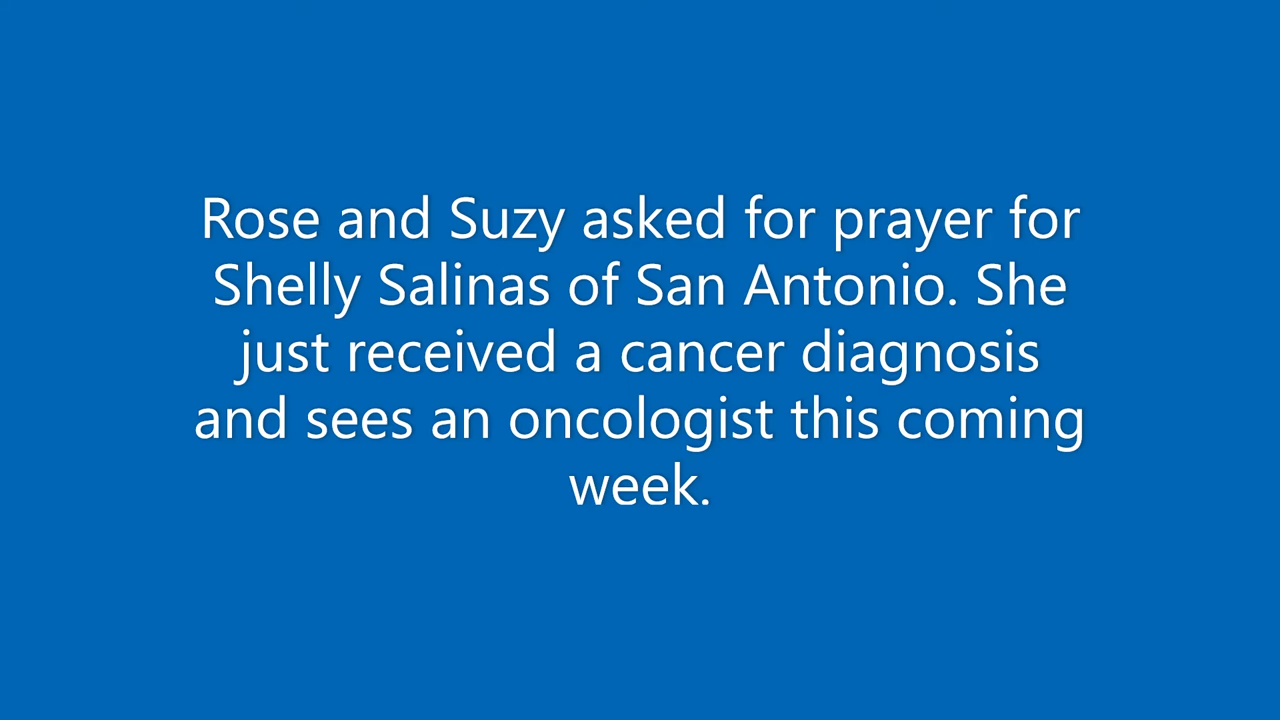 Rose and Suzy asked for prayer for
Shelly Salinas of San Antonio. She
just received a cancer diagnosis
and sees an oncologist this coming
week.